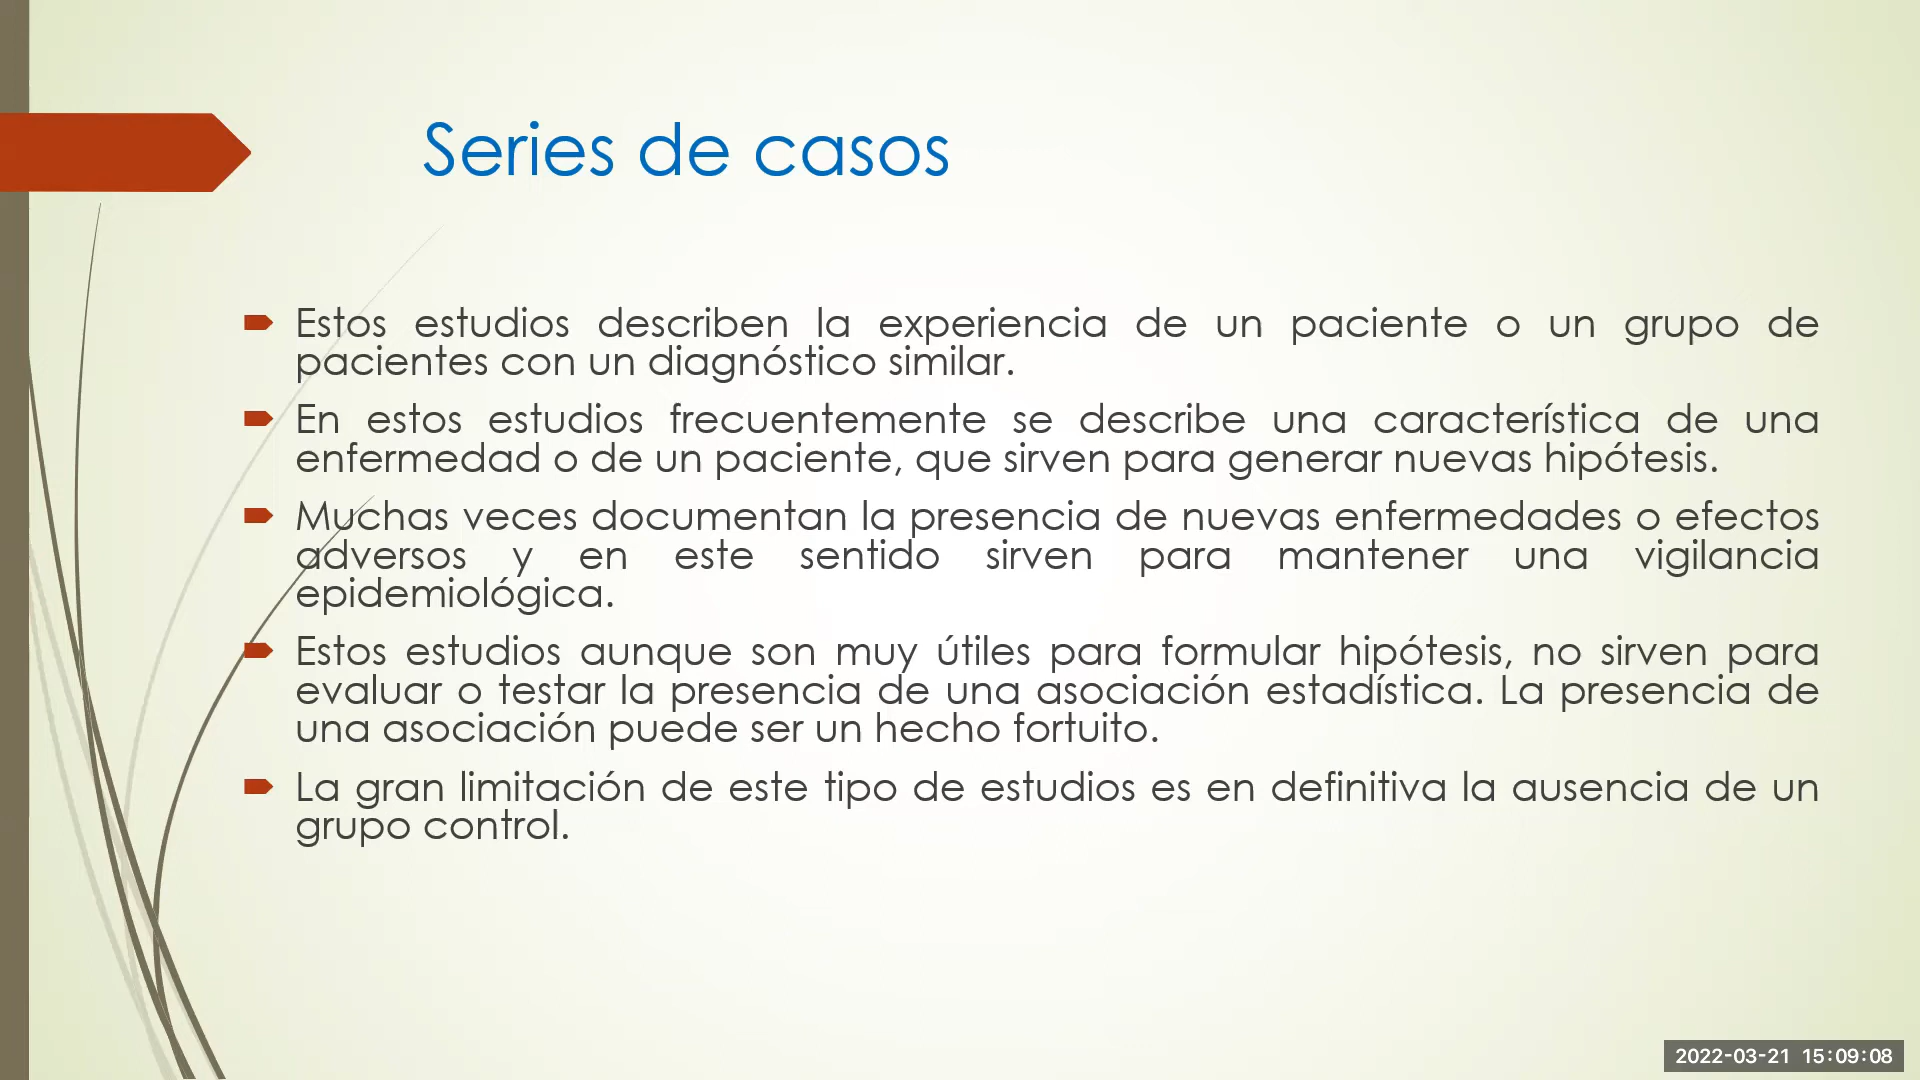 Series de casos
Estos estudios describen la experiencia de un paciente o un grupo de
pacientes con un diagnóstico similar.
En estos estudios frecuentemente se describe una característica de una
enfermedad o de un paciente, que sirven para generar nuevas hipótesis.
Muchas veces documentan la presencia de nuevas enfermedades o efectos
adversos y en este sentido sirven para mantener una vigilancia
epidemiológica.
Estos estudios aunque son muy útiles para formular hipótesis, no sirven para
evaluar o testar la presencia de una asociación estadística. La presencia de
una asociación puede ser un hecho fortuito.
La gran limitación de este tipo de estudios es en definitiva la ausencia de un
grupo control.
2022-03-21 15:09:08